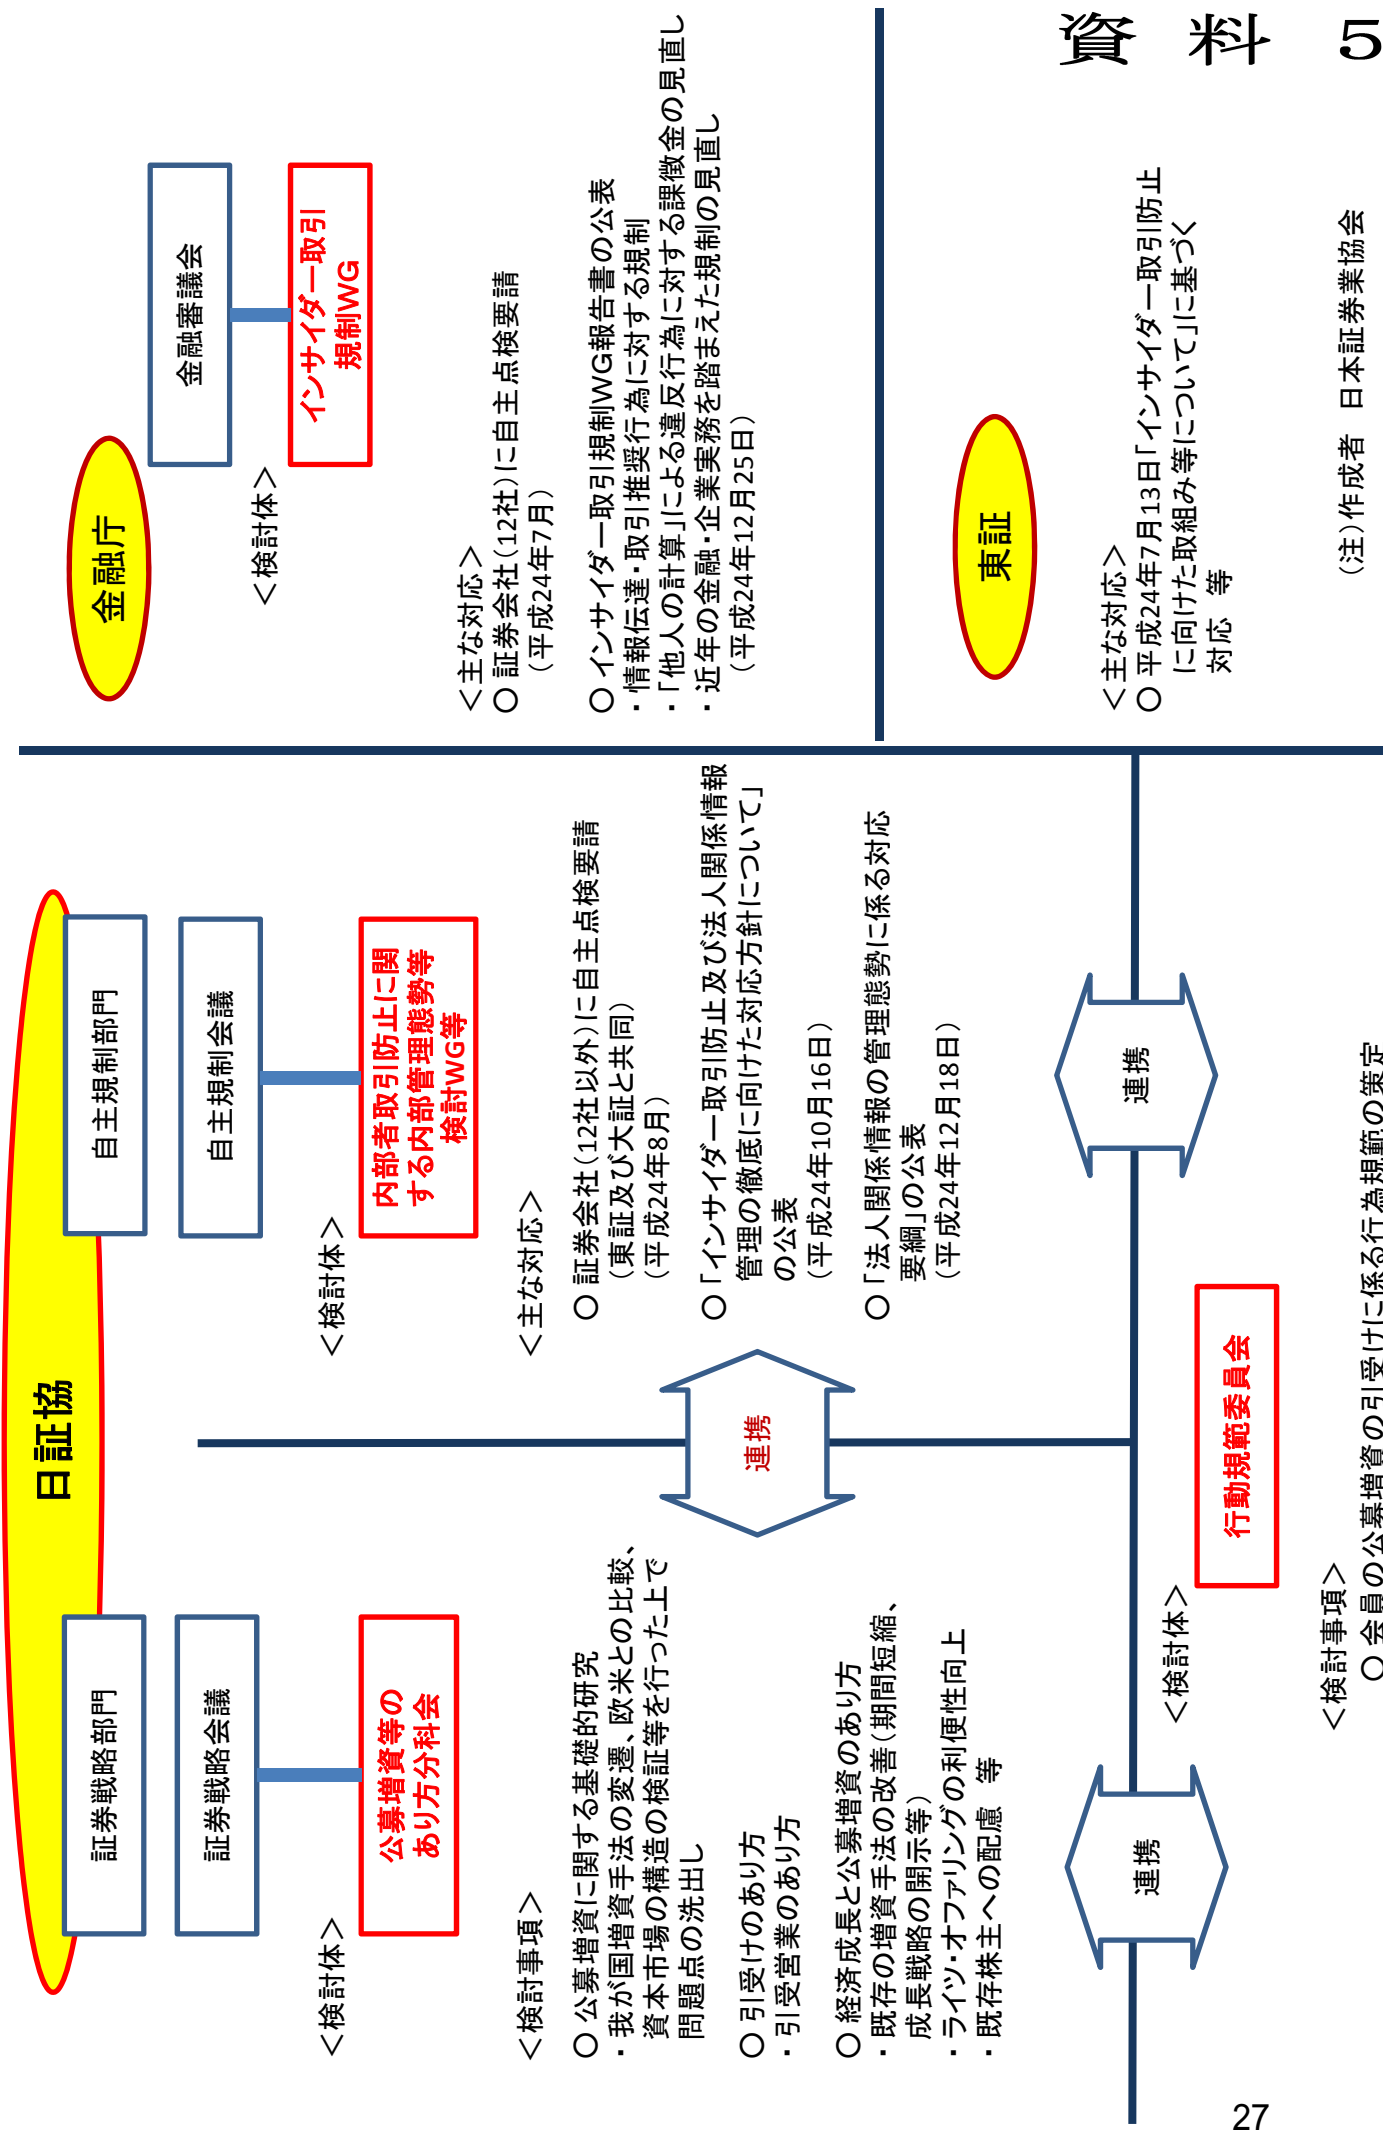 資料５
日証協
証券戦略部門
証券戦略会議
＜検討体＞
公募増資等の
あり方分科会
＜検討事項＞
○ 公募増資に関する基礎的研究
・我が国増資手法の変遷、欧米との比較、
資本市場の構造の検証等を行った上で
問題点の洗出し
○ 引受けのあり方
・引受営業のあり方
○ 経済成長と公募増資のあり方
・既存の増資手法の改善（期間短縮、
成長戦略の開示等）
・ライツ・オファリングの利便性向上
・既存株主への配慮　等
連携
自主規制部門
自主規制会議
＜検討体＞
内部者取引防止に関
する内部管理態勢等
検討WG等
＜主な対応＞
○ 証券会社（12社以外）に自主点検要請
（東証及び大証と共同）
（平成24年8月）
○「インサイダー取引防止及び法人関係情報
管理の徹底に向けた対応方針について」
の公表
（平成24年10月16日）
○「法人関係情報の管理態勢に係る対応
要綱」の公表
（平成24年12月18日）
連携
連携
＜検討体＞
行動規範委員会
＜検討事項＞
○ 会員の公募増資の引受けに係る行為規範の策定
金融庁
金融審議会
＜検討体＞
インサイダー取引
規制WG
＜主な対応＞
○ 証券会社（12社）に自主点検要請
（平成24年7月）
○ インサイダー取引規制WG報告書の公表
・情報伝達・取引推奨行為に対する規制
・「他人の計算」による違反行為に対する課徴金の見直し
・近年の金融・企業実務を踏まえた規制の見直し
（平成24年12月25日）
東証
＜主な対応＞
○ 平成24年7月13日「インサイダー取引防止
に向けた取組み等について」に基づく
対応　等
（注）作成者　日本証券業協会
27